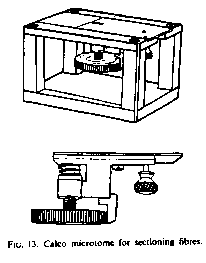 FIG. 13. Calco microtome for sectioning fibres.